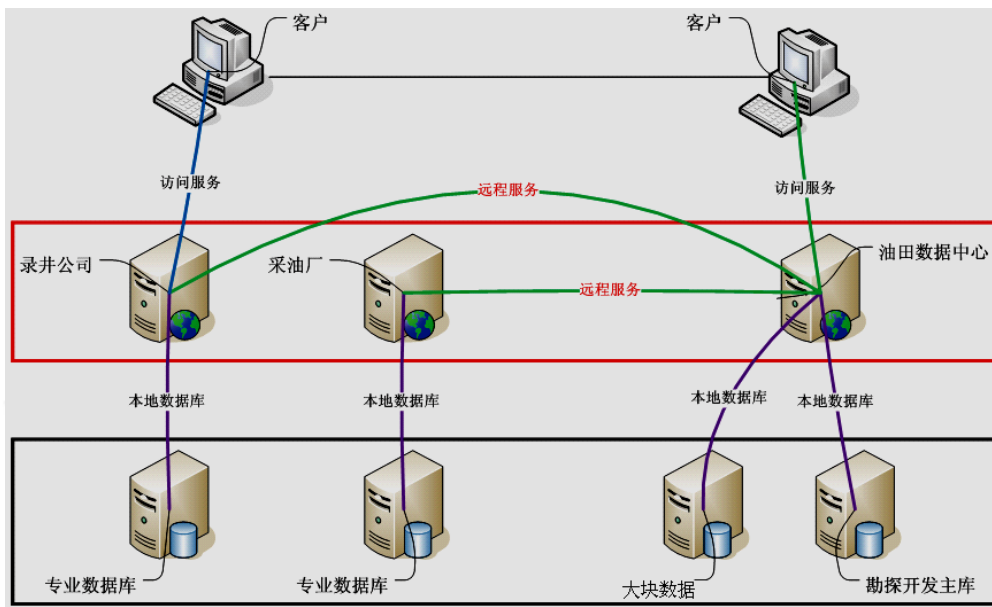 客户
客户
访问服务
访问服务
远程服务
录井公司
采油厂
油田数据中心
远程服务
本地数据库
本地数据库
本地数据库
本地数据库
专业数据库
专业数据库
大块数据
勘探开发主库